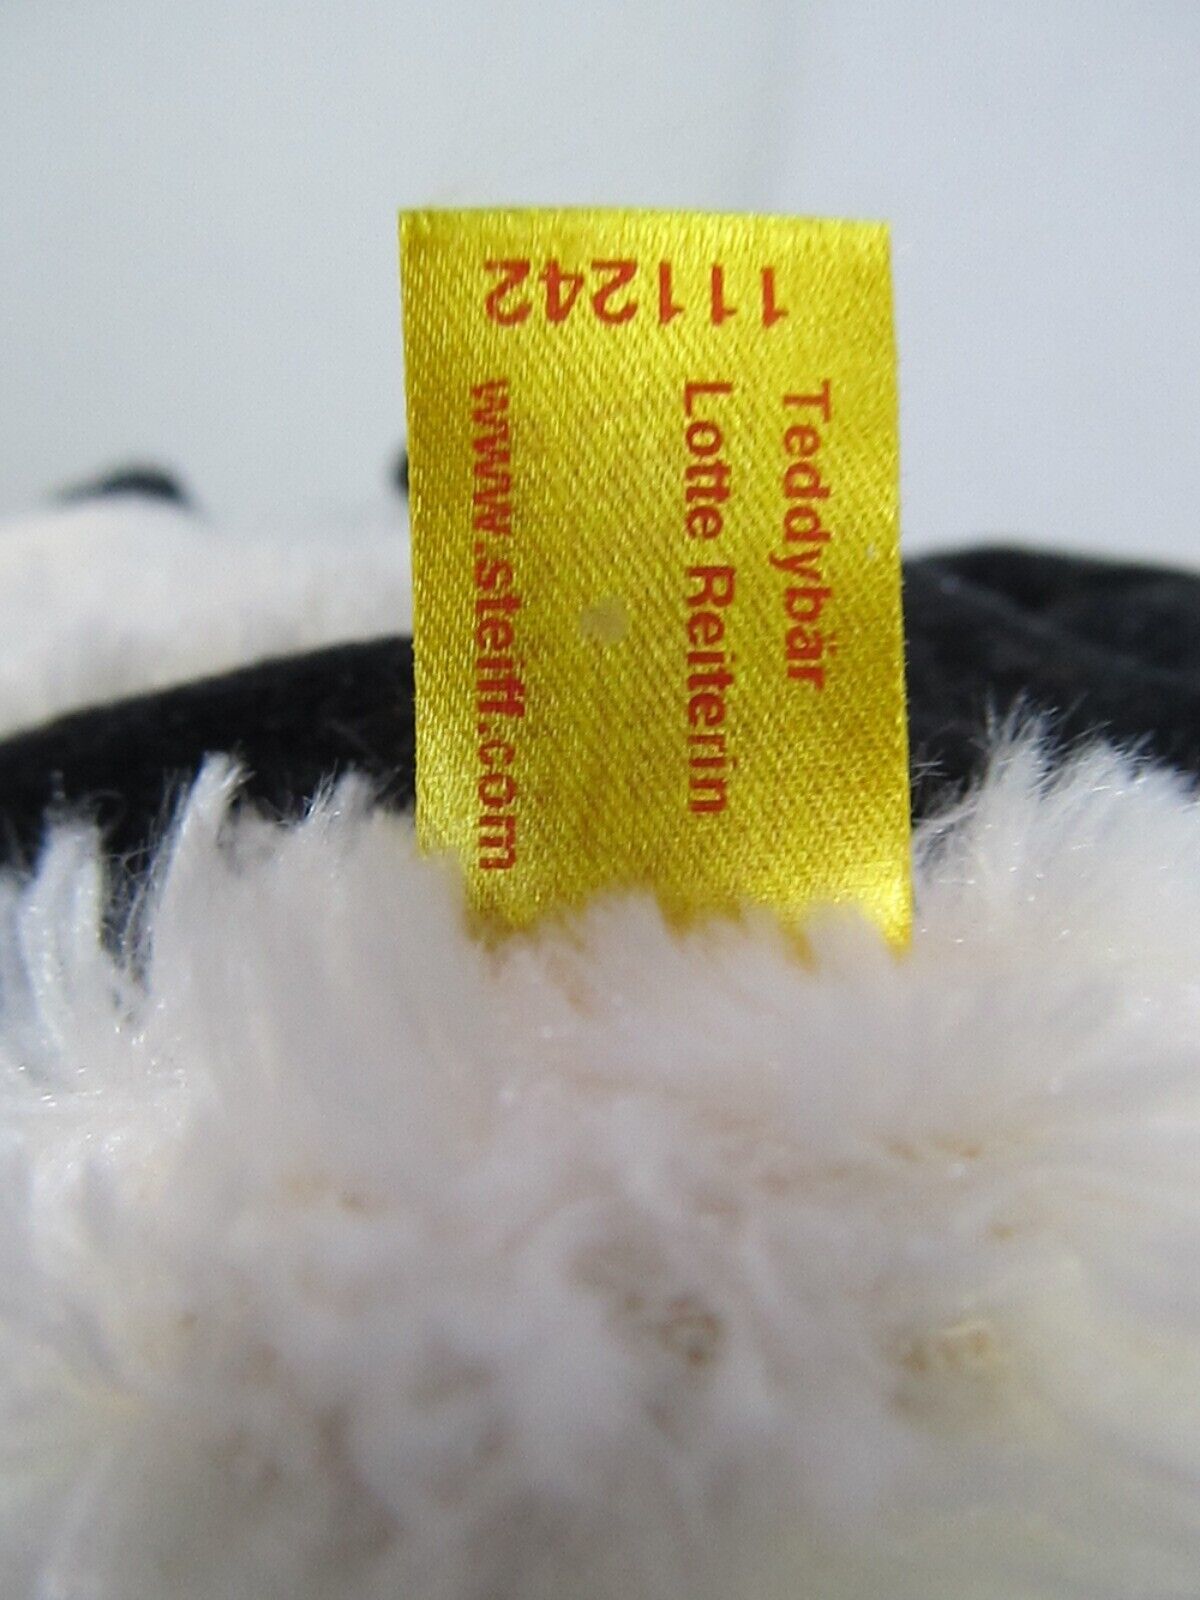 Teddybär
Lotte Reiterin
www.steiff.com
111242